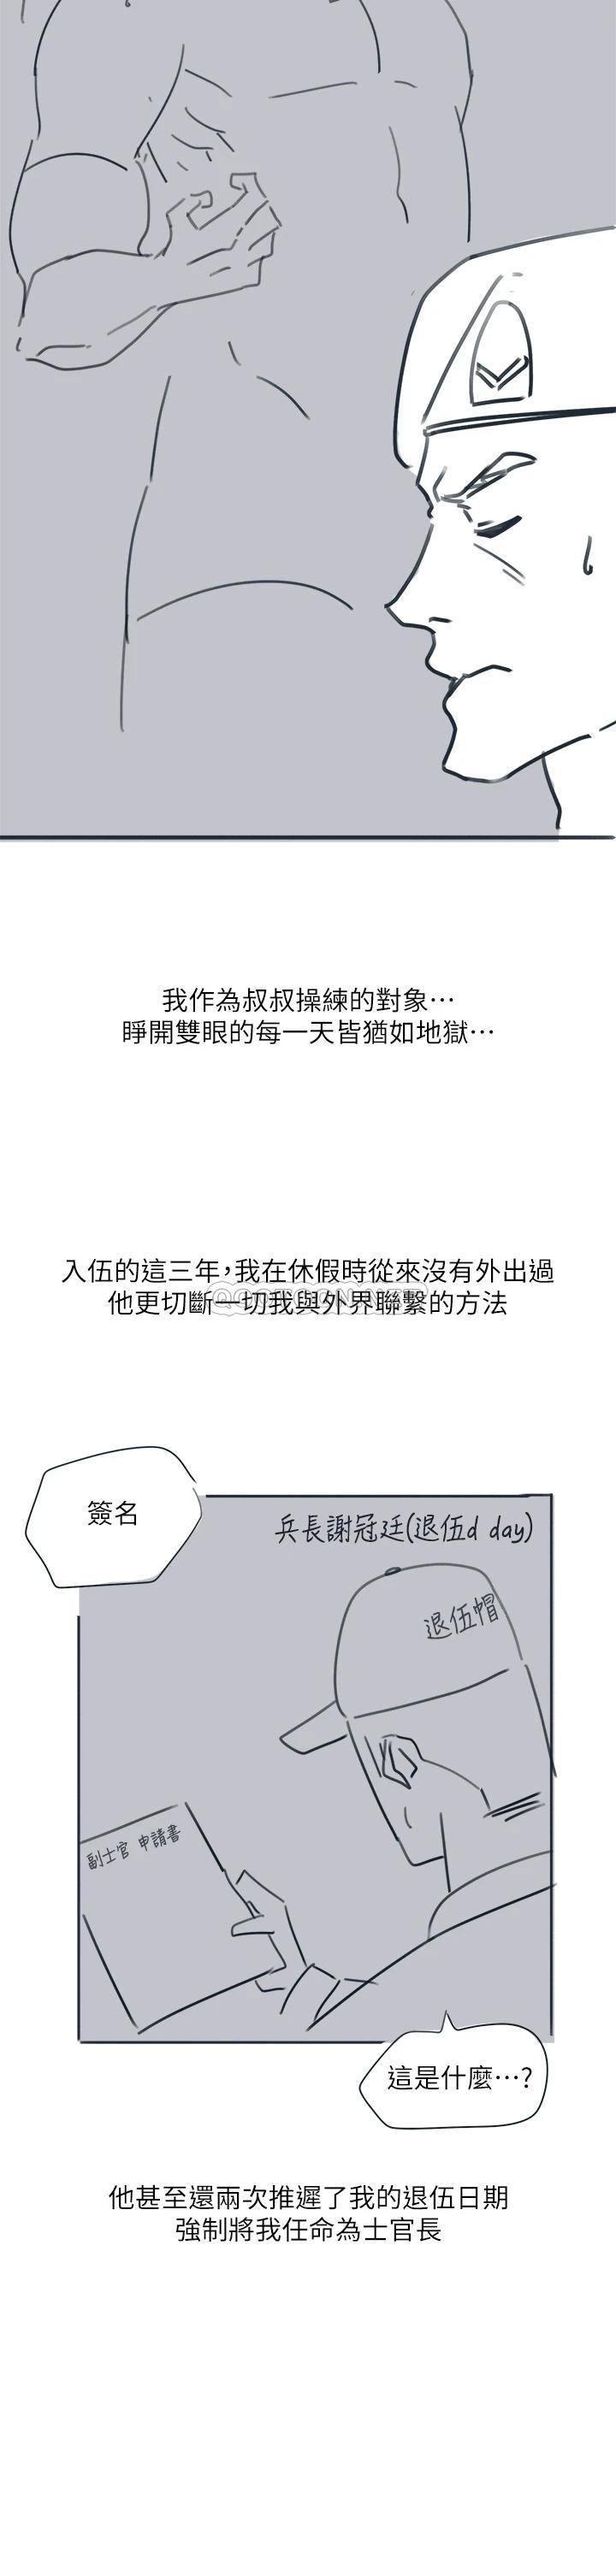 我作為叔叔操練的對象…
睜開雙眼的每一天皆猶如地獄…
入伍的這三年，我在休假時從來沒有外出過
他更切斷一切我與外界聯繫的方法
簽名
兵長謝冠廷(退伍d day)
退伍帽
副士官 申請書
這是什麼…?
他甚至還兩次推遲了我的退伍日期
強制將我任命為士官長